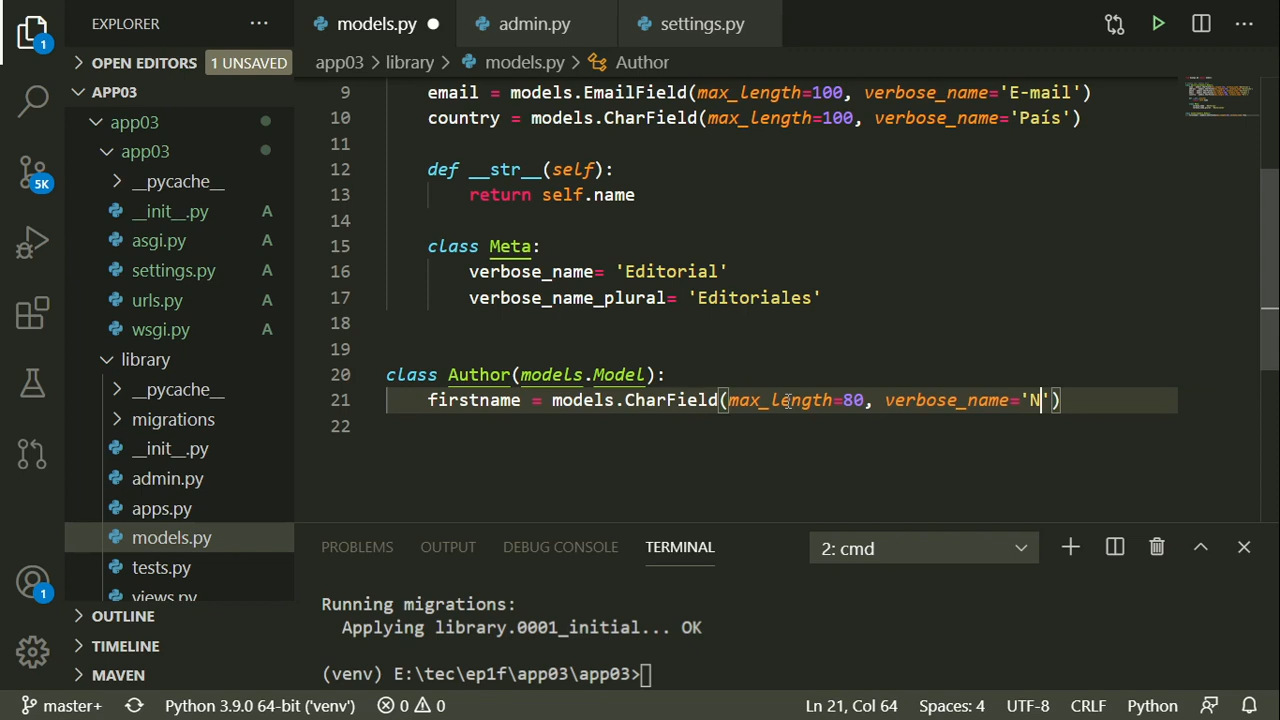 EXPLORER
models.py
admin.py
settings.py
1
OPEN EDITORS
1 UNSAVED
app03 > library > models.py > Author
APP03
9 email = models.EmailField(max_length=100, verbose_name='E-mail')
10 country = models.CharField(max_length=100, verbose_name='País')
11
12 def __str__(self):
13 return self.name
14
15 class Meta:
16 verbose_name= 'Editorial'
17 verbose_name_plural= 'Editoriales'
18
19
20 class Author(models.Model):
21 firstname = models.CharField(max_length=80, verbose_name='N')
22
app03
app03
5K
__pycache__
__init__.py A
asgi.py A
settings.py A
urls.py A
wsgi.py A
library
__pycache__
migrations
__init__.py
admin.py
apps.py
models.py
tests.py
views.py
1
OUTLINE
TIMELINE
MAVEN
PROBLEMS
OUTPUT
DEBUG CONSOLE
TERMINAL
2: cmd
Running migrations:
Applying library.0001_initial... OK
(venv) E:\tec\ep1f\app03\app03>
master+
Python 3.9.0 64-bit ('venv')
0
0
Ln 21, Col 64
Spaces: 4
UTF-8
CRLF
Python